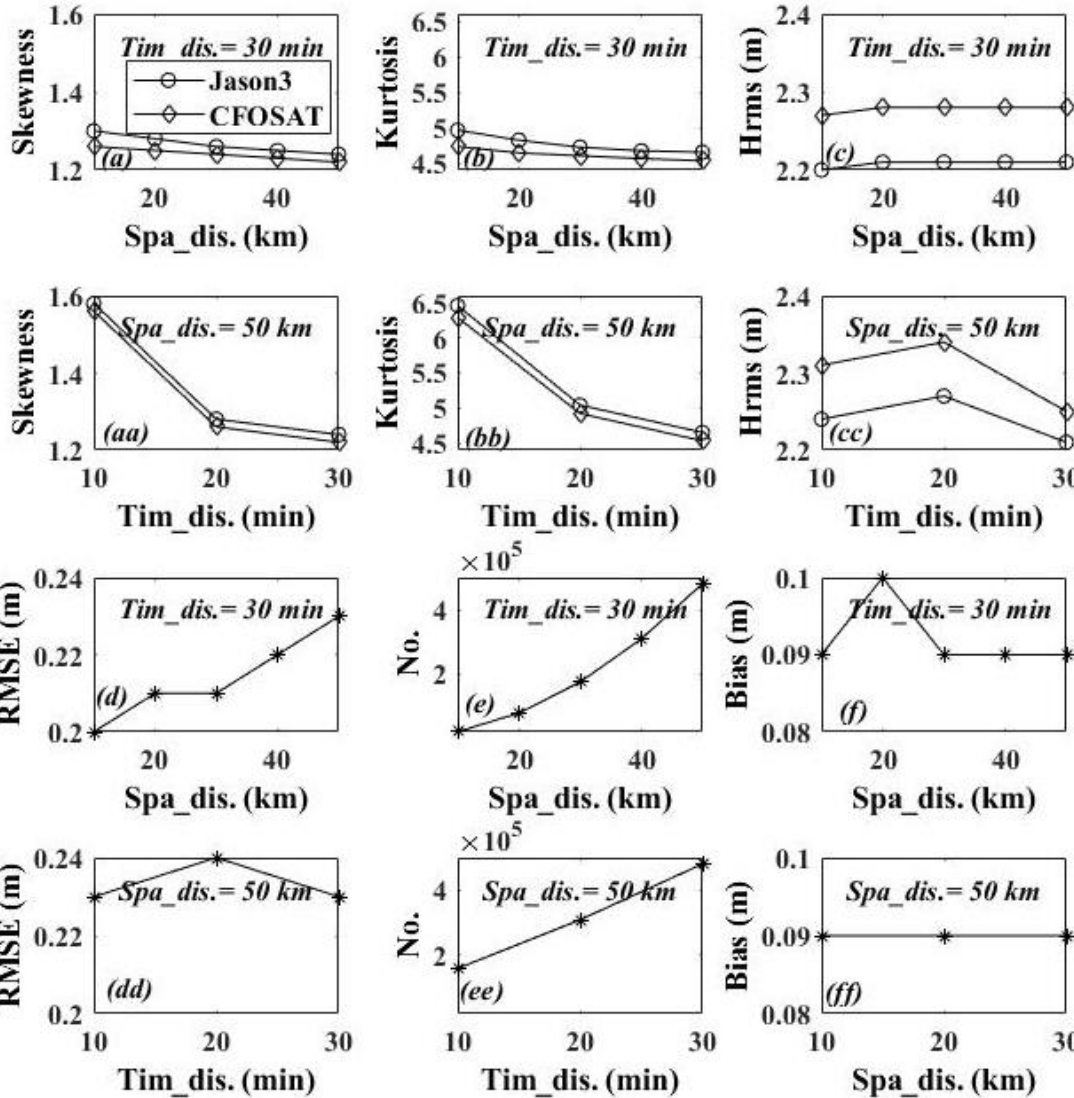 Skewness
1.6
1.4
1.2
Tim_dis.= 30 min
Jason3
CFOSAT
(a)
20 40
Spa_dis. (km)
Kurtosis
6.5
6
5.5
5
4.5
Tim_dis.= 30 min
(b)
20 40
Spa_dis. (km)
Hrms (m)
2.4
2.3
2.2
Tim_dis.= 30 min
(c)
20 40
Spa_dis. (km)
Skewness
1.6
1.4
1.2
Spa_dis.= 50 km
(aa)
10 20 30
Tim_dis. (min)
Kurtosis
6.5
6
5.5
5
4.5
Spa_dis.= 50 km
(bb)
10 20 30
Tim_dis. (min)
Hrms (m)
2.4
2.3
2.2
Spa_dis.= 50 km
(cc)
10 20 30
Tim_dis. (min)
RMSE (m)
0.24
0.22
0.2
Tim_dis.= 30 min
(d)
20 40
Spa_dis. (km)
No.
× 10^5
4
2
Tim_dis.= 30 min
(e)
20 40
Spa_dis. (km)
Bias (m)
0.1
0.09
0.08
Tim_dis.= 30 min
(f)
20 40
Spa_dis. (km)
RMSE (m)
0.24
0.22
0.2
Spa_dis.= 50 km
(dd)
10 20 30
Tim_dis. (min)
No.
× 10^5
4
2
Spa_dis.= 50 km
(ee)
10 20 30
Tim_dis. (min)
Bias (m)
0.1
0.09
0.08
Spa_dis.= 50 km
(ff)
10 20 30
Spa_dis. (km)